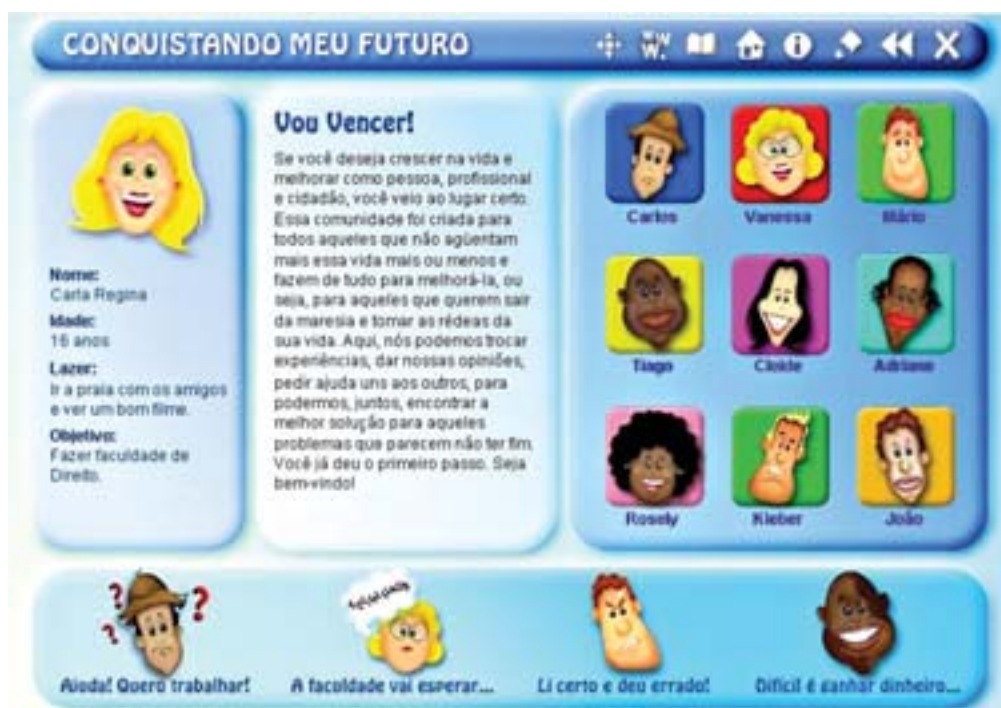 CONQUISTANDO MEU FUTURO
WWW.
Nome:
Carla Regina
Idade:
16 anos
Lazer:
Ir a praia com os amigos
e ver um bom filme.
Objetivo:
Fazer faculdade de
Direito.
Vou Vencer!
Se você deseja crescer na vida e
melhorar como pessoa, profissional
e cidadão, você veio ao lugar certo.
Essa comunidade foi criada para
todos aqueles que não agüentam
mais essa vida mais ou menos e
fazem de tudo para melhorá-la, ou
seja, para aqueles que querem sair
da maresia e tomar as rédeas da
sua vida. Aqui, nós podemos trocar
experiências, dar nossas opiniões,
pedir ajuda uns aos outros, para
podermos, juntos, encontrar a
melhor solução para aqueles
problemas que parecem não ter fim.
Você já deu o primeiro passo. Seja
bem-vindo!
Carlos Vanessa Mário
Tiago Cleide Adriano
Rosely Kleber João
Ajuda! Quero trabalhar!
A faculdade vai esperar...
Li certo e deu errado!
Difícil é ganhar dinheiro...